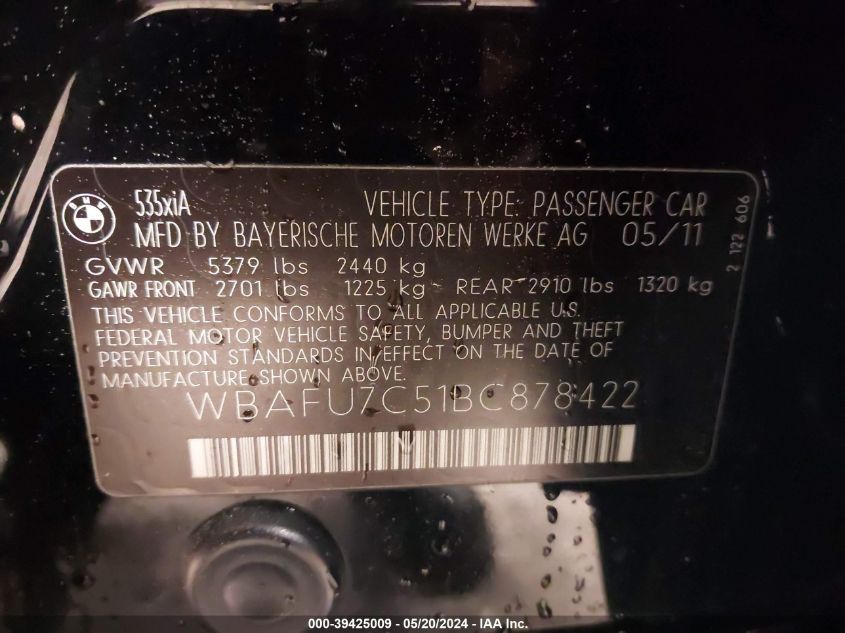 BMW
535xiA VEHICLE TYPE: PASSENGER CAR
MFD BY BAYERISCHE MOTOREN WERKE AG 05/11
GVWR 5379 lbs 2440 kg
GAWR FRONT 2701 lbs 1225 kg - REAR 2910 lbs 1320 kg
THIS VEHICLE CONFORMS TO ALL APPLICABLE U.S.
FEDERAL MOTOR VEHICLE SAFETY, BUMPER AND THEFT
PREVENTION STANDARDS IN EFFECT ON THE DATE OF
MANUFACTURE SHOWN ABOVE.
WBAFU7C51BC878422
2 122 606
000-39425009 - 05/20/2024 - IAA Inc.